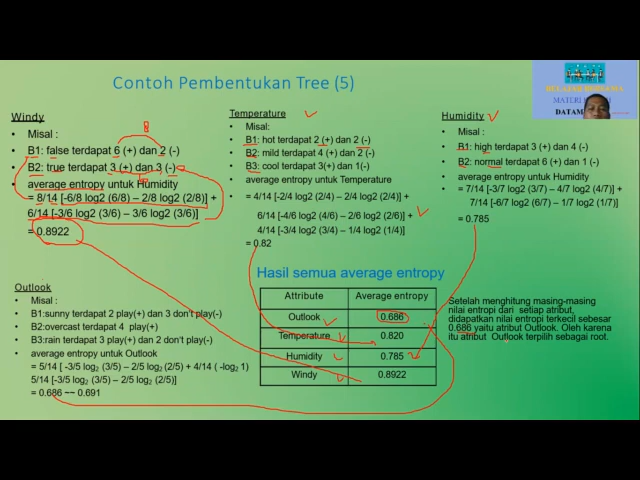 Contoh Pembentukan Tree (5)
BELAJAR BERSAMA
MATERI
DATAM
Windy
• Misal :
• B1: false terdapat 6 (+) dan 2 (-)
• B2: true terdapat 3 (+) dan 3 (-)
• average entropy untuk Humidity
= 8/14 [-6/8 log2 (6/8) – 2/8 log2 (2/8)] +
6/14 [-3/6 log2 (3/6) – 3/6 log2 (3/6)]
= 0.8922
8
Temperature
• Misal:
• B1: hot terdapat 2 (+) dan 2 (-)
• B2: mild terdapat 4 (+) dan 2 (-)
• B3: cool terdapat 3(+) dan 1(-)
• average entropy untuk Temperature
• = 4/14 [-2/4 log2 (2/4) – 2/4 log2 (2/4)] +
6/14 [-4/6 log2 (4/6) – 2/6 log2 (2/6)] +
4/14 [-3/4 log2 (3/4) – 1/4 log2 (1/4)]
= 0.82
Humidity
• Misal :
• B1: high terdapat 3 (+) dan 4 (-)
• B2: normal terdapat 6 (+) dan 1 (-)
• average entropy untuk Humidity
• = 7/14 [-3/7 log2 (3/7) – 4/7 log2 (4/7)] +
7/14 [-6/7 log2 (6/7) – 1/7 log2 (1/7)]
= 0.785
Outlook
• Misal :
• B1:sunny terdapat 2 play(+) dan 3 don't play(-)
• B2:overcast terdapat 4 play(+)
• B3:rain terdapat 3 play(+) dan 2 don't play(-)
• average entropy untuk Outlook
= 5/14 [ -3/5 log₂ (3/5) – 2/5 log₂ (2/5) + 4/14 ( -log₂ 1)
5/14 [-3/5 log₂ (3/5) – 2/5 log₂ (2/5)]
= 0.686 ~~ 0.691
Hasil semua average entropy
Attribute Average entropy
Outlook 0.686
Temperature 0.820
Humidity 0.785
Windy 0.8922
Setelah menghitung masing-masing
nilai entropi dari setiap atribut,
didapatkan nilai entropi terkecil sebesar
0.686 yaitu atribut Outlook. Oleh karena
itu atribut Outlook terpilih sebagai root.